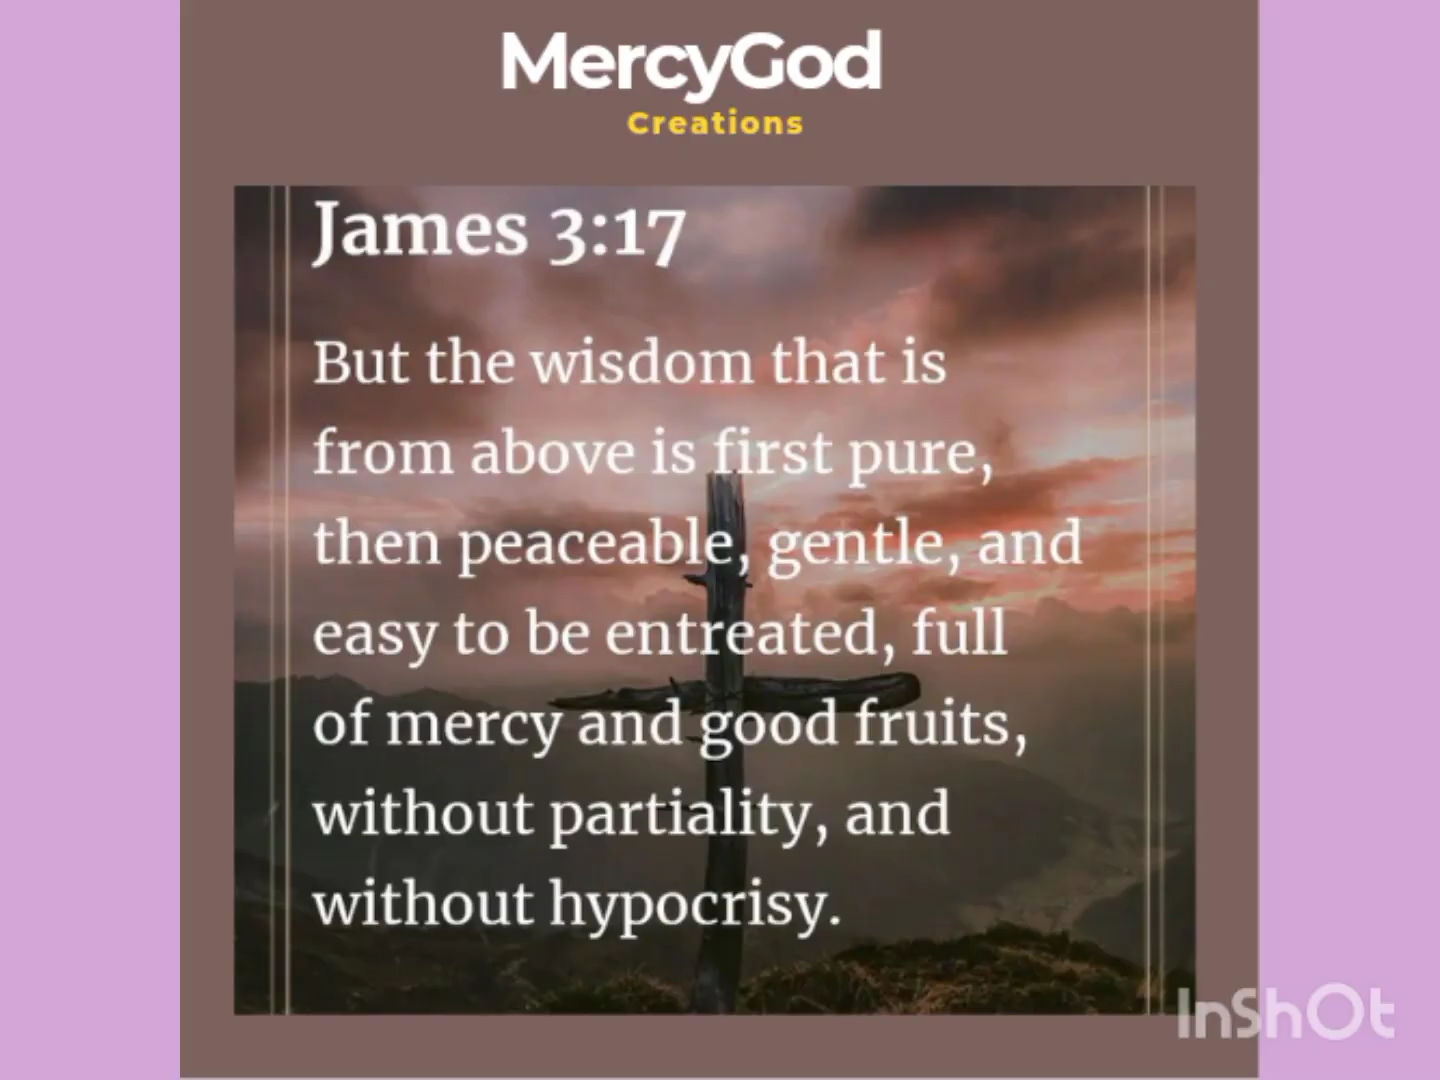 MercyGod
Creations
James 3:17
But the wisdom that is
from above is first pure,
then peaceable, gentle, and
easy to be entreated, full
of mercy and good fruits,
without partiality, and
without hypocrisy.
InShOt